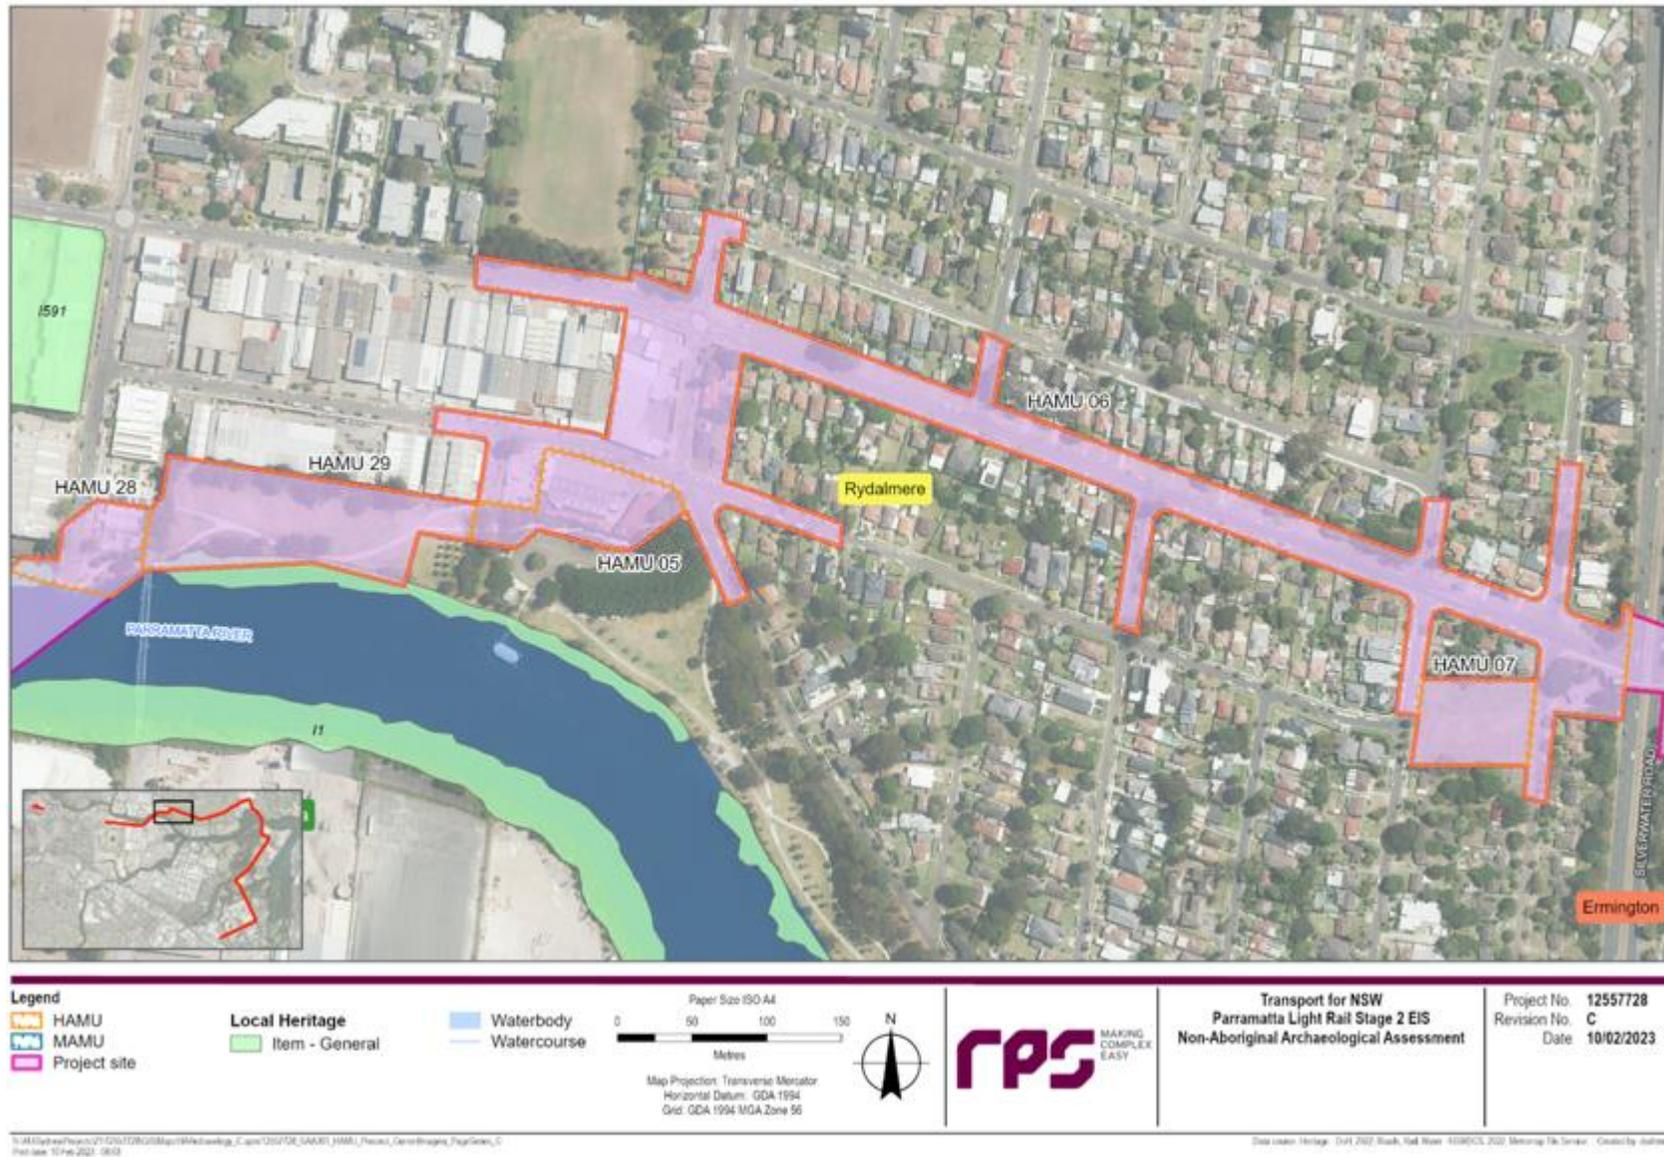 I591
HAMU 28
HAMU 29
HAMU 06
Rydalmere
HAMU 05
PARRAMATTA RIVER
HAMU 07
I1
SILVERWATER ROAD
Ermington
Legend
HAMU
MAMU
Project site
Local Heritage
Item - General
Waterbody
Watercourse
Paper Size ISO A4
0 50 100 150
Metres
Map Projection: Transverse Mercator
Horizontal Datum: GDA 1994
Grid: GDA 1994 MGA Zone 56
N
rps
MAKING
COMPLEX
EASY
Transport for NSW
Parramatta Light Rail Stage 2 EIS
Non-Aboriginal Archaeological Assessment
Project No. 12557728
Revision No. C
Date 10/02/2023